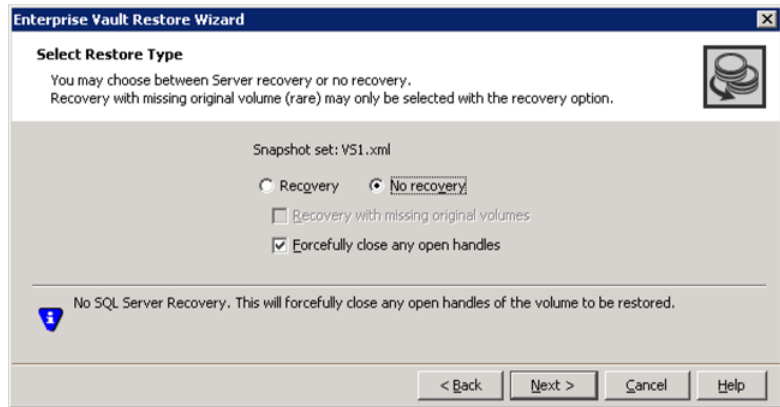 Enterprise Vault Restore Wizard
Select Restore Type
You may choose between Server recovery or no recovery.
Recovery with missing original volume (rare) may only be selected with the recovery option.
Snapshot set: VS1.xml
Recovery No recovery
Recovery with missing original volumes
Forcefully close any open handles
No SQL Server Recovery. This will forcefully close any open handles of the volume to be restored.
< Back Next > Cancel Help